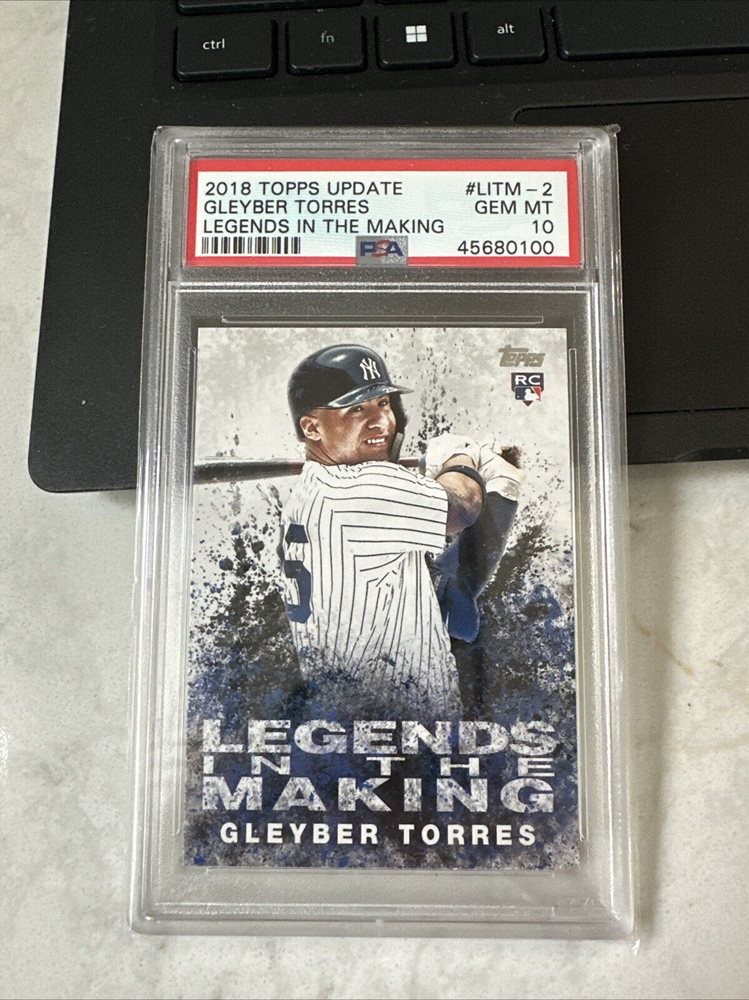 ctrl fn alt
2018 TOPPS UPDATE #LITM-2
GLEYBER TORRES GEM MT
LEGENDS IN THE MAKING 10
PSA 45680100
Topps
RC
NY
LEGENDS
IN THE
MAKING
GLEYBER TORRES